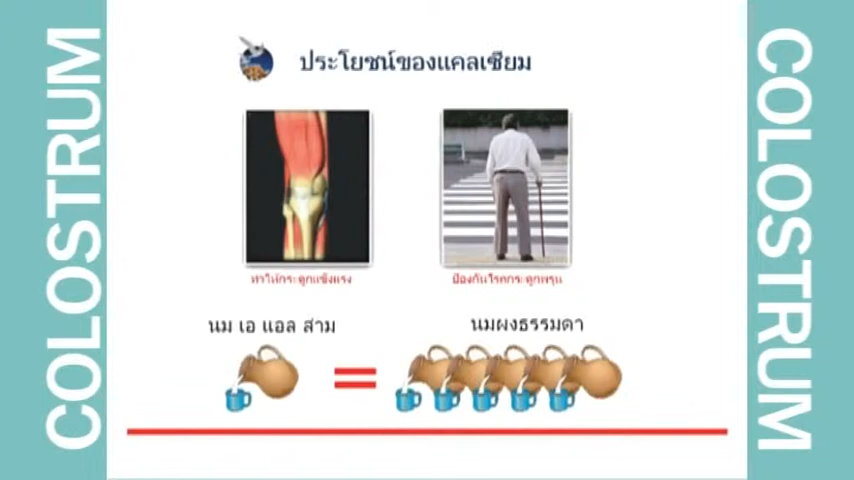 COLOSTRUM
ประโยชน์ของแคลเซียม
ทำให้กระดูกแข็งแรง
ป้องกันโรคกระดูกพรุน
นม เอ แอล สาม
นมผงธรรมดา
COLOSTRUM